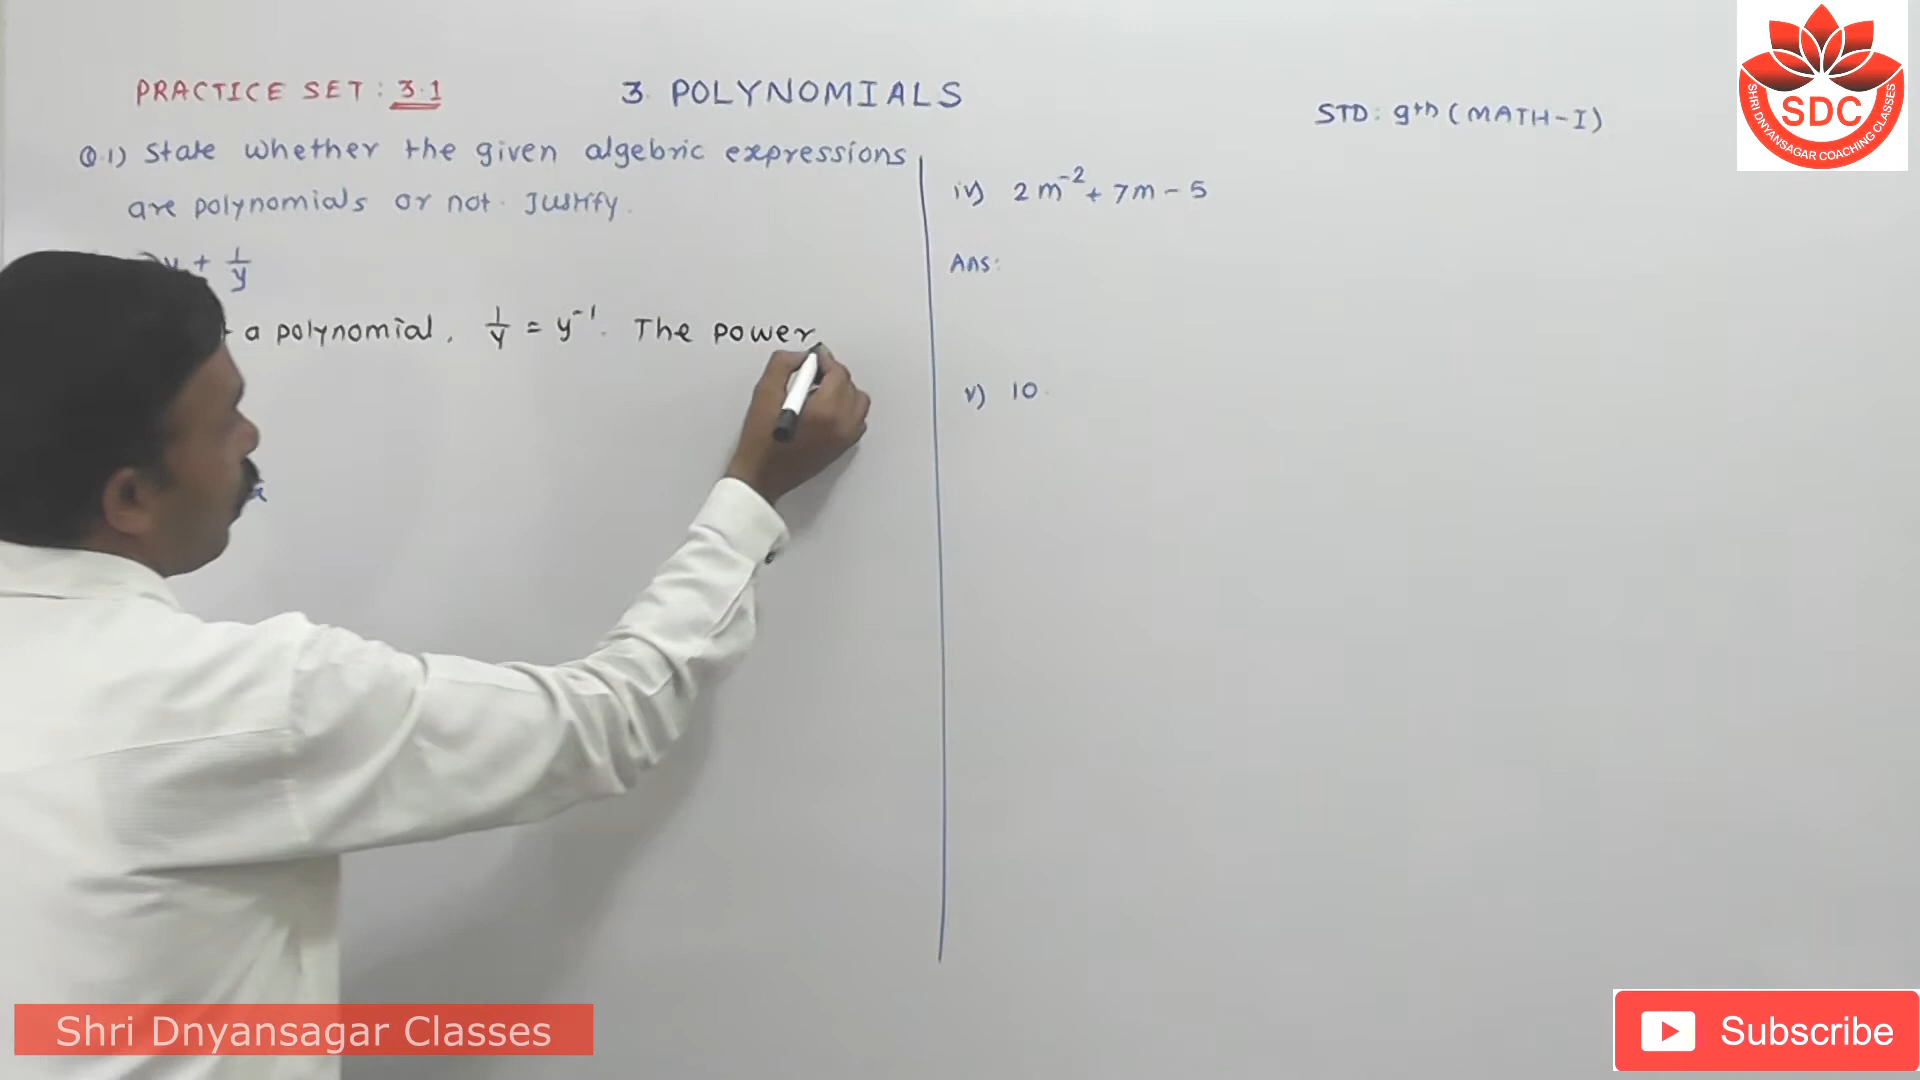 PRACTICE SET : 3.1
3. POLYNOMIALS
STD: 9th (MATH-I)
Q.1) State whether the given algebric expressions
are polynomials or not. Justify.
+ 1/y
a polynomial. 1/y = y⁻¹. The power
iv) 2m⁻² + 7m - 5
Ans:
v) 10
SDC
SHRI DNYANSAGAR COACHING CLASSES
Shri Dnyansagar Classes
Subscribe